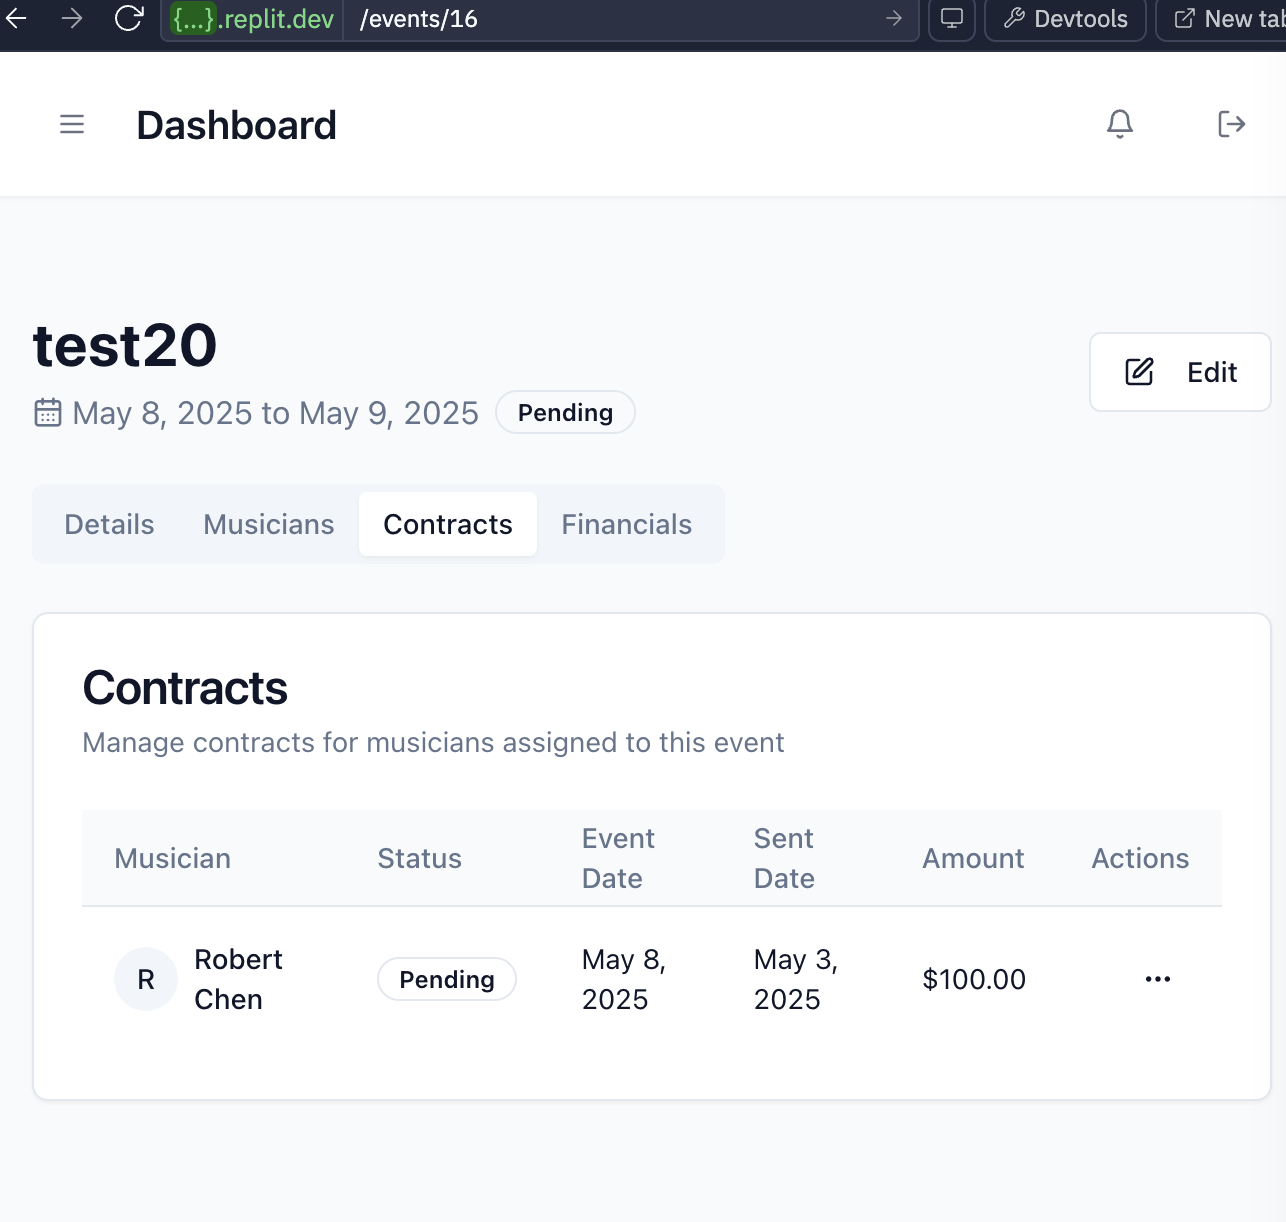 {...}.replit.dev /events/16 Devtools New tab
Dashboard
test20
Edit
May 8, 2025 to May 9, 2025 Pending
Details Musicians Contracts Financials
Contracts
Manage contracts for musicians assigned to this event
Musician Status Event Date Sent Date Amount Actions
R Robert Chen Pending May 8, 2025 May 3, 2025 $100.00 ...